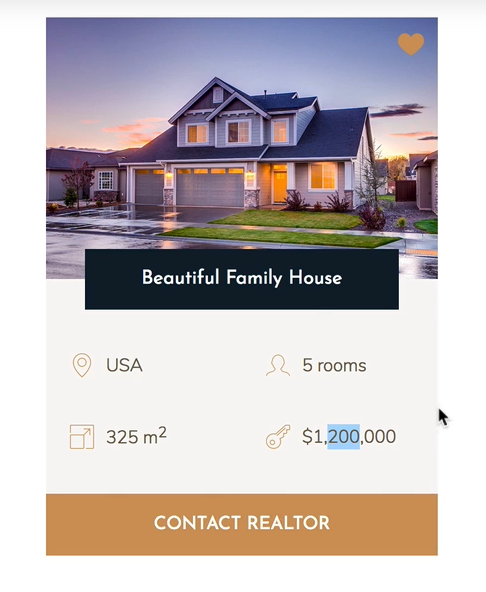 Beautiful Family House
USA
5 rooms
325 m2
$1,200,000
CONTACT REALTOR